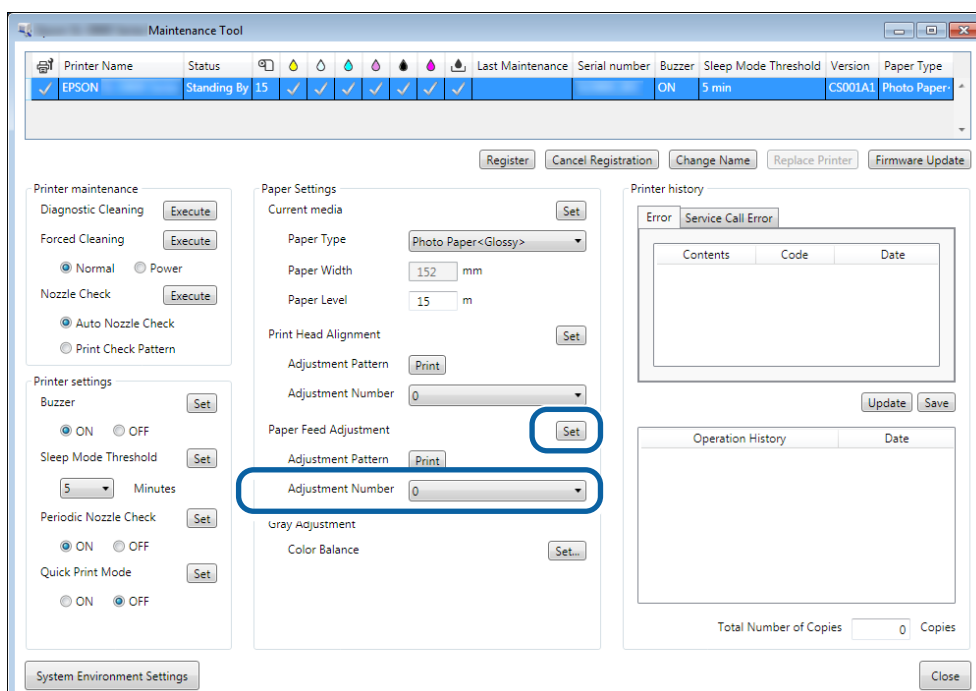 Maintenance Tool
Printer Name Status Last Maintenance Serial number Buzzer Sleep Mode Threshold Version Paper Type
EPSON Standing By 15 ON 5 min CS001A1 Photo Paper
Register Cancel Registration Change Name Replace Printer Firmware Update
Printer maintenance
Diagnostic Cleaning Execute
Forced Cleaning Execute
Normal Power
Nozzle Check Execute
Auto Nozzle Check
Print Check Pattern
Printer settings
Buzzer Set
ON OFF
Sleep Mode Threshold Set
5 Minutes
Periodic Nozzle Check Set
ON OFF
Quick Print Mode Set
ON OFF
Paper Settings
Current media Set
Paper Type Photo Paper<Glossy>
Paper Width 152 mm
Paper Level 15 m
Print Head Alignment Set
Adjustment Pattern Print
Adjustment Number 0
Paper Feed Adjustment Set
Adjustment Pattern Print
Adjustment Number 0
Gray Adjustment
Color Balance Set...
Printer history
Error Service Call Error
Contents Code Date
Update Save
Operation History Date
Total Number of Copies 0 Copies
System Environment Settings Close